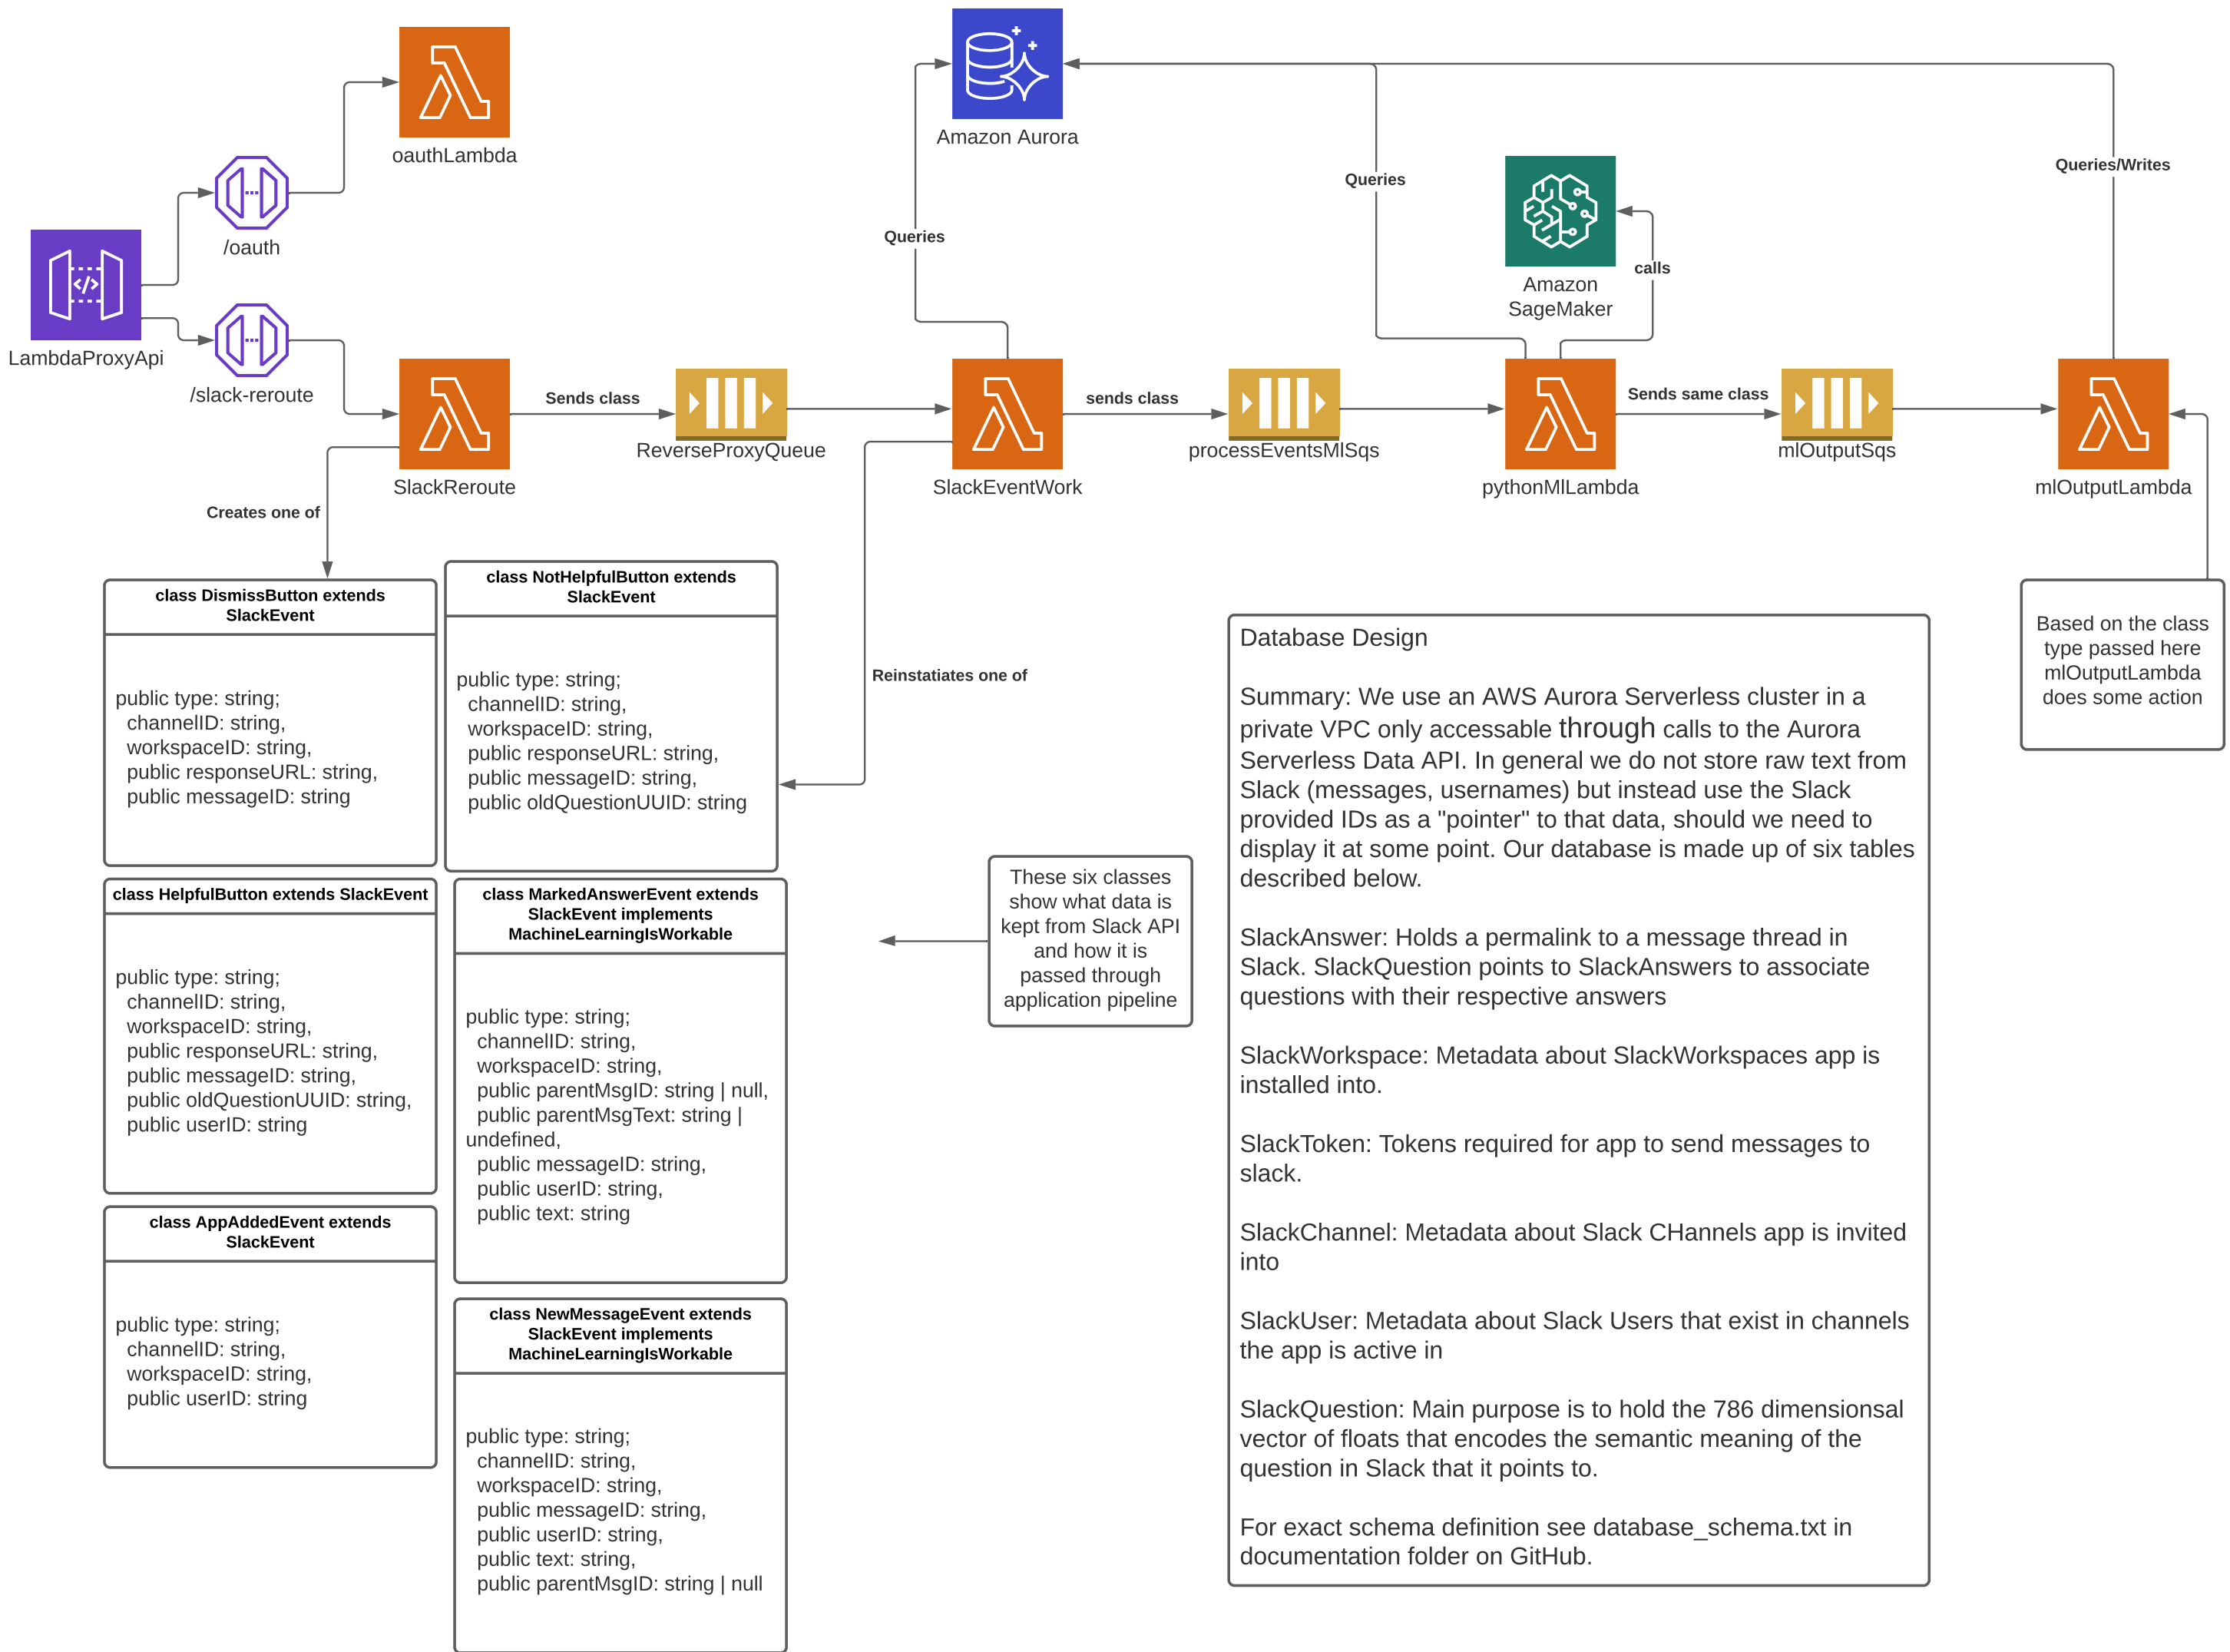 oauthLambda
Amazon Aurora
/oauth
LambdaProxyApi
/slack-reroute
Queries
Queries
Amazon
SageMaker
calls
Queries/Writes
SlackReroute
Sends class
ReverseProxyQueue
SlackEventWork
sends class
processEventsMlSqs
pythonMlLambda
Sends same class
mlOutputSqs
mlOutputLambda
Creates one of
Reinstatiates one of
class DismissButton extends
SlackEvent
public type: string;
channelID: string,
workspaceID: string,
public responseURL: string,
public messageID: string
class NotHelpfulButton extends
SlackEvent
public type: string;
channelID: string,
workspaceID: string,
public responseURL: string,
public messageID: string,
public oldQuestionUUID: string
class HelpfulButton extends SlackEvent
public type: string;
channelID: string,
workspaceID: string,
public responseURL: string,
public messageID: string,
public oldQuestionUUID: string,
public userID: string
class MarkedAnswerEvent extends
SlackEvent implements
MachineLearningIsWorkable
public type: string;
channelID: string,
workspaceID: string,
public parentMsgID: string | null,
public parentMsgText: string |
undefined,
public messageID: string,
public userID: string,
public text: string
class AppAddedEvent extends
SlackEvent
public type: string;
channelID: string,
workspaceID: string,
public userID: string
class NewMessageEvent extends
SlackEvent implements
MachineLearningIsWorkable
public type: string;
channelID: string,
workspaceID: string,
public messageID: string,
public userID: string,
public text: string,
public parentMsgID: string | null
These six classes
show what data is
kept from Slack API
and how it is
passed through
application pipeline
Database Design
Summary: We use an AWS Aurora Serverless cluster in a
private VPC only accessable through calls to the Aurora
Serverless Data API. In general we do not store raw text from
Slack (messages, usernames) but instead use the Slack
provided IDs as a "pointer" to that data, should we need to
display it at some point. Our database is made up of six tables
described below.
SlackAnswer: Holds a permalink to a message thread in
Slack. SlackQuestion points to SlackAnswers to associate
questions with their respective answers
SlackWorkspace: Metadata about SlackWorkspaces app is
installed into.
SlackToken: Tokens required for app to send messages to
slack.
SlackChannel: Metadata about Slack CHannels app is invited
into
SlackUser: Metadata about Slack Users that exist in channels
the app is active in
SlackQuestion: Main purpose is to hold the 786 dimensionsal
vector of floats that encodes the semantic meaning of the
question in Slack that it points to.
For exact schema definition see database_schema.txt in
documentation folder on GitHub.
Based on the class
type passed here
mlOutputLambda
does some action